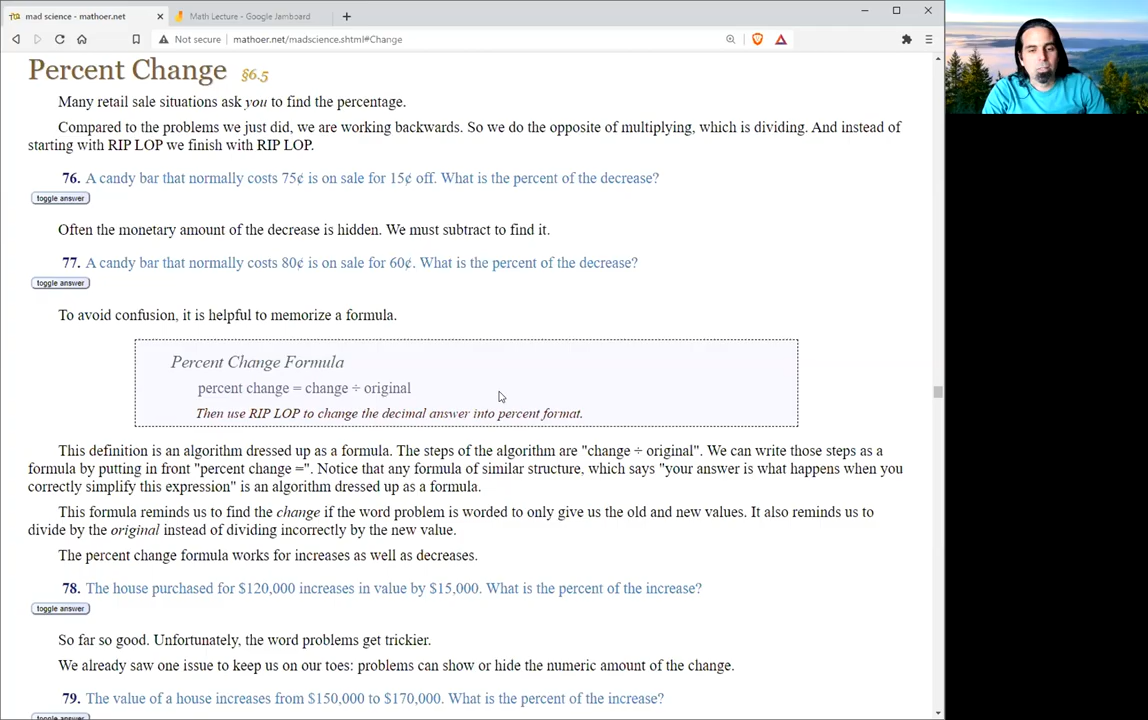 mad science - mathoer.net
Math Lecture - Google Jamboard
Not secure
mathoer.net/madscience.shtml#Change
Percent Change §6.5
Many retail sale situations ask you to find the percentage.
Compared to the problems we just did, we are working backwards. So we do the opposite of multiplying, which is dividing. And instead of
starting with RIP LOP we finish with RIP LOP.
76. A candy bar that normally costs 75¢ is on sale for 15¢ off. What is the percent of the decrease?
toggle answer
Often the monetary amount of the decrease is hidden. We must subtract to find it.
77. A candy bar that normally costs 80¢ is on sale for 60¢. What is the percent of the decrease?
toggle answer
To avoid confusion, it is helpful to memorize a formula.
Percent Change Formula
percent change = change ÷ original
Then use RIP LOP to change the decimal answer into percent format.
This definition is an algorithm dressed up as a formula. The steps of the algorithm are "change ÷ original". We can write those steps as a
formula by putting in front "percent change =". Notice that any formula of similar structure, which says "your answer is what happens when you
correctly simplify this expression" is an algorithm dressed up as a formula.
This formula reminds us to find the change if the word problem is worded to only give us the old and new values. It also reminds us to
divide by the original instead of dividing incorrectly by the new value.
The percent change formula works for increases as well as decreases.
78. The house purchased for $120,000 increases in value by $15,000. What is the percent of the increase?
toggle answer
So far so good. Unfortunately, the word problems get trickier.
We already saw one issue to keep us on our toes: problems can show or hide the numeric amount of the change.
79. The value of a house increases from $150,000 to $170,000. What is the percent of the increase?
toggle answer